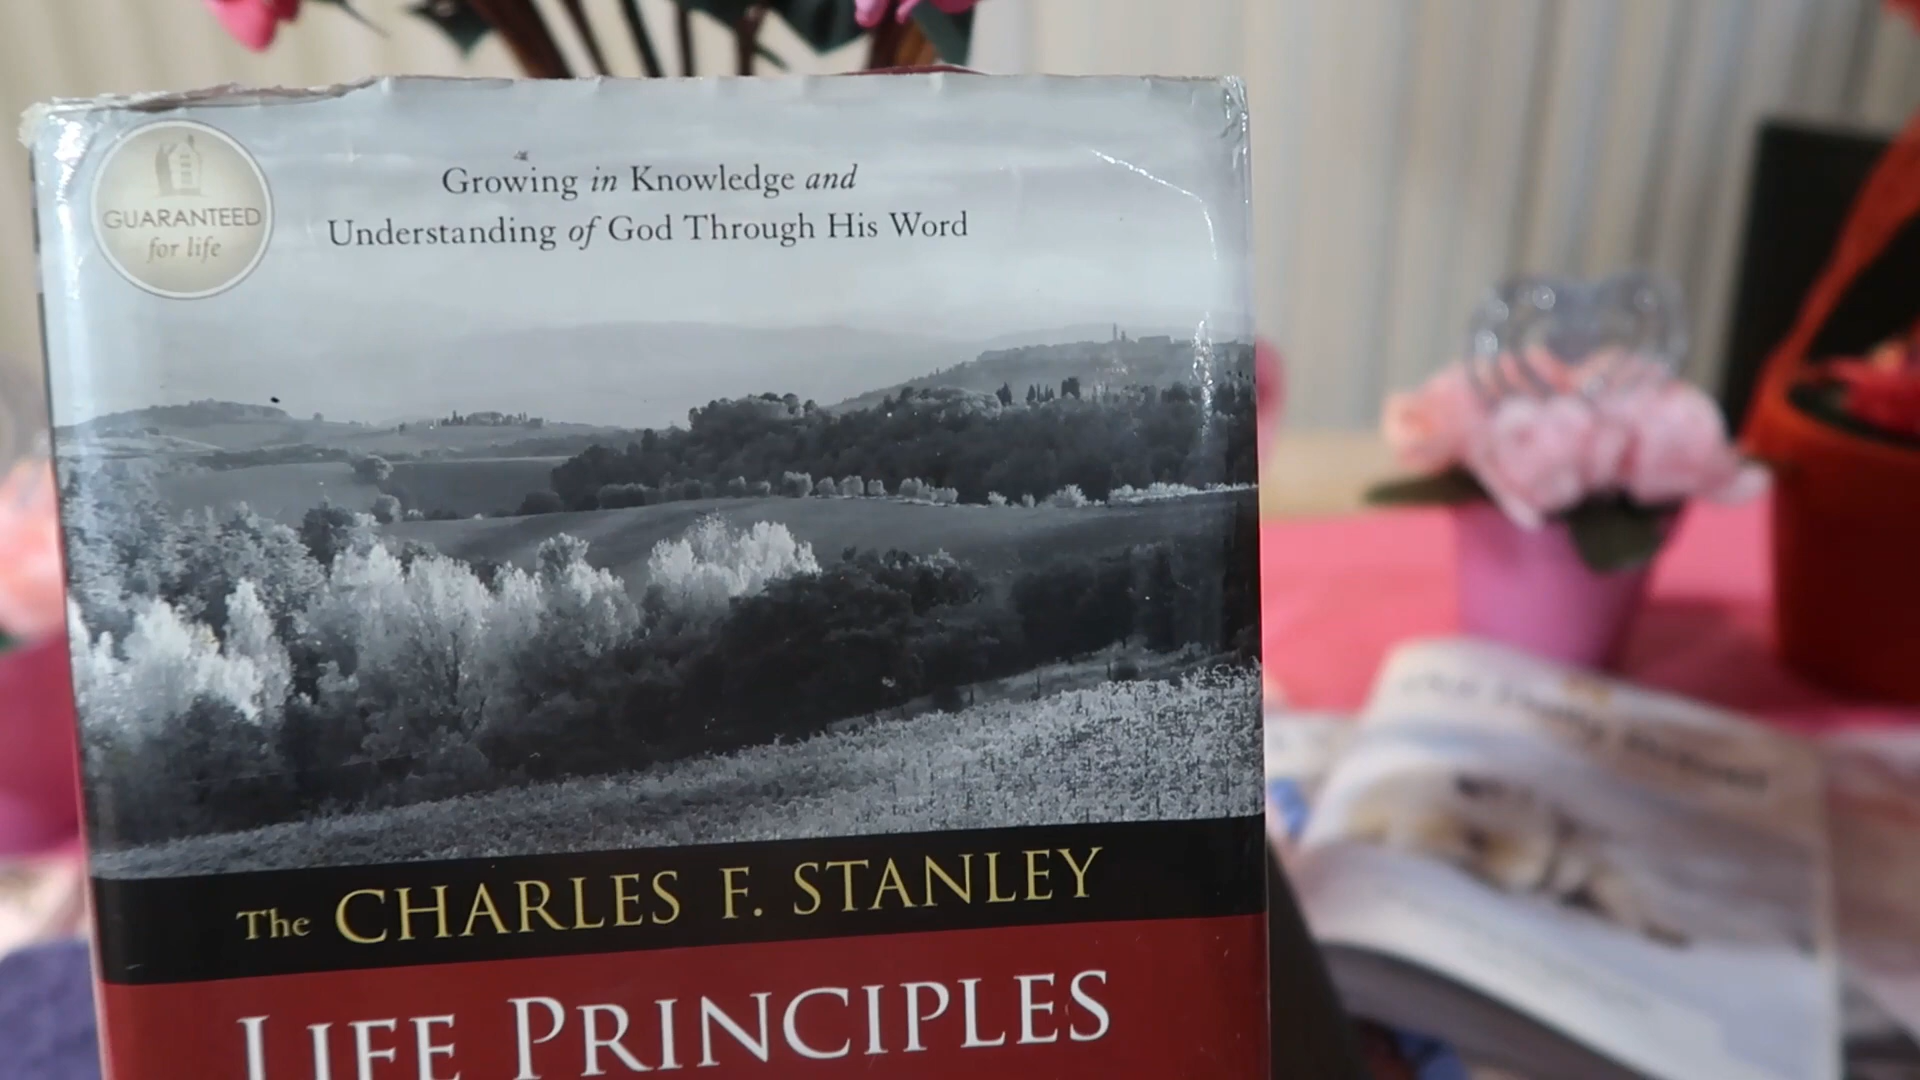 GUARANTEED
for life
Growing in Knowledge and
Understanding of God Through His Word
The CHARLES F. STANLEY
LIFE PRINCIPLES